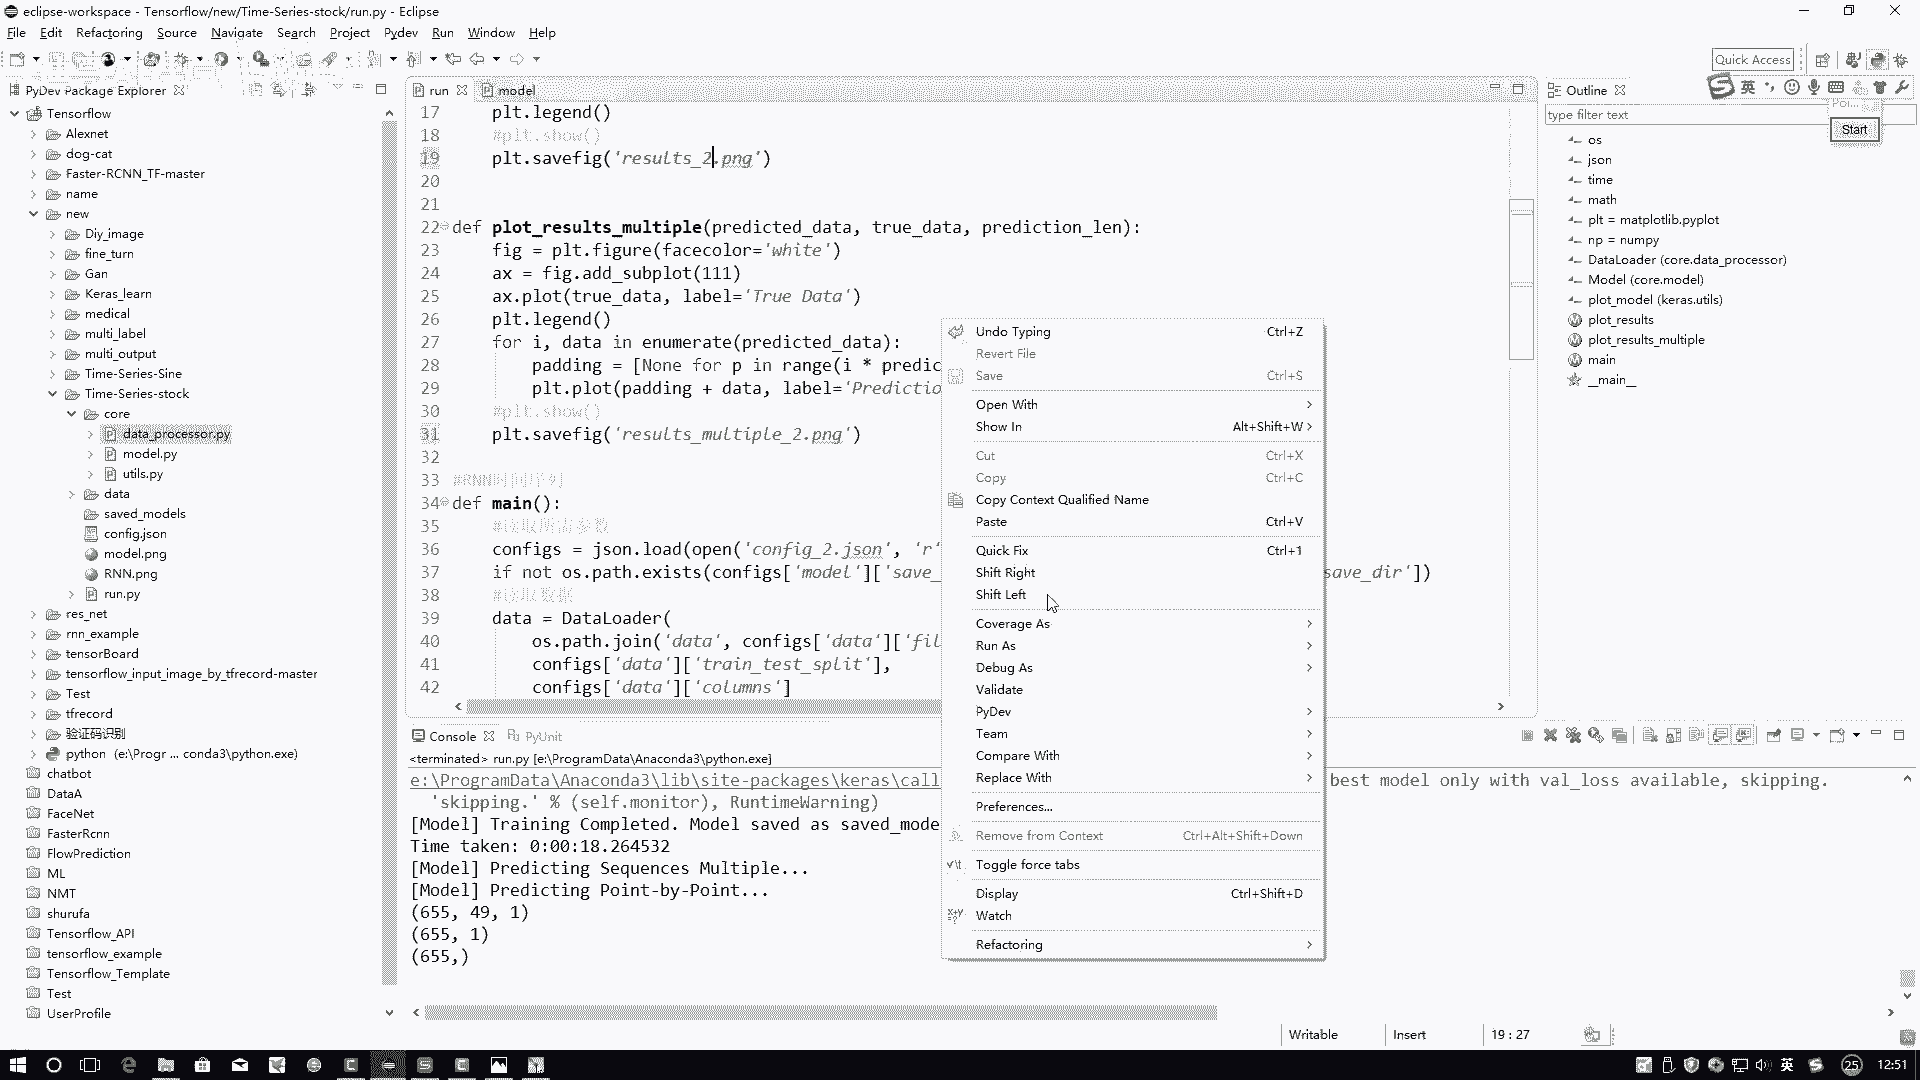 eclipse-workspace - Tensorflow/new/Time-Series-stock/run.py - Eclipse
File Edit Refactoring Source Navigate Search Project Pydev Run Window Help
Quick Access
PyDev Package Explorer
Tensorflow
Alexnet
dog-cat
Faster-RCNN_TF-master
name
new
Diy_image
fine_turn
Gan
Keras_learn
medical
multi_label
multi_output
Time-Series-Sine
Time-Series-stock
core
data_processor.py
model.py
utils.py
data
saved_models
config.json
model.png
RNN.png
run.py
res_net
rnn_example
tensorBoard
tensorflow_input_image_by_tfrecord-master
Test
tfrecord
验证码识别
python (e:\Progr ... conda3\python.exe)
chatbot
DataA
FaceNet
FasterRcnn
FlowPrediction
ML
NMT
shurufa
Tensorflow_API
tensorflow_example
Tensorflow_Template
Test
UserProfile
run model
17 plt.legend()
18 #plt.show()
19 plt.savefig('results_2.png')
20
21
22 def plot_results_multiple(predicted_data, true_data, prediction_len):
23 fig = plt.figure(facecolor='white')
24 ax = fig.add_subplot(111)
25 ax.plot(true_data, label='True Data')
26 plt.legend()
27 for i, data in enumerate(predicted_data):
28 padding = [None for p in range(i * predic
29 plt.plot(padding + data, label='Predictio
30 #plt.show()
31 plt.savefig('results_multiple_2.png')
32
33 #RNN时间序列
34 def main():
35 #读取所需参数
36 configs = json.load(open('config_2.json', 'r'
37 if not os.path.exists(configs['model']['save_ save_dir'])
38 #读取数据
39 data = DataLoader(
40 os.path.join('data', configs['data']['fil
41 configs['data']['train_test_split'],
42 configs['data']['columns']
Undo Typing Ctrl+Z
Revert File
Save Ctrl+S
Open With
Show In Alt+Shift+W
Cut Ctrl+X
Copy Ctrl+C
Copy Context Qualified Name
Paste Ctrl+V
Quick Fix Ctrl+1
Shift Right
Shift Left
Coverage As
Run As
Debug As
Validate
PyDev
Team
Compare With
Replace With
Preferences...
Remove from Context Ctrl+Alt+Shift+Down
Toggle force tabs
Display Ctrl+Shift+D
Watch
Refactoring
Console PyUnit
<terminated> run.py [e:\ProgramData\Anaconda3\python.exe]
e:\ProgramData\Anaconda3\lib\site-packages\keras\call best model only with val_loss available, skipping.
'skipping.' % (self.monitor), RuntimeWarning)
[Model] Training Completed. Model saved as saved_mode
Time taken: 0:00:18.264532
[Model] Predicting Sequences Multiple...
[Model] Predicting Point-by-Point...
(655, 49, 1)
(655, 1)
(655,)
Outline
英
type filter text
Start
os
json
time
math
plt = matplotlib.pyplot
np = numpy
DataLoader (core.data_processor)
Model (core.model)
plot_model (keras.utils)
plot_results
plot_results_multiple
main
__main__
Writable Insert 19 : 27
英 25 12:51